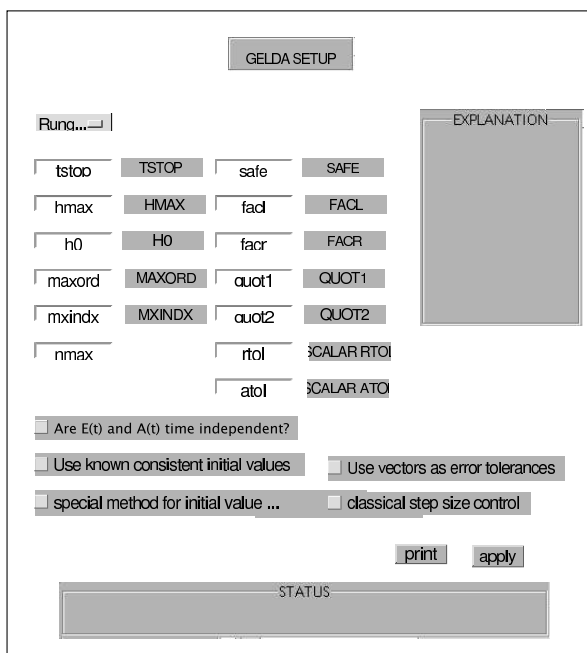 GELDA SETUP
Rung...
EXPLANATION
tstop TSTOP safe SAFE
hmax HMAX facl FACL
h0 H0 facr FACR
maxord MAXORD quot1 QUOT1
mxindx MXINDX quot2 QUOT2
nmax rtol SCALAR RTOL
atol SCALAR ATO
Are E(t) and A(t) time independent?
Use known consistent initial values Use vectors as error tolerances
special method for initial value ... classical step size control
print apply
STATUS